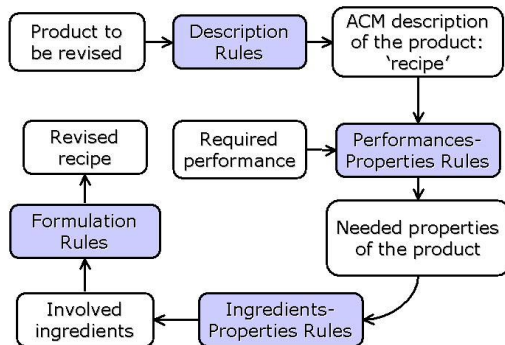 Product to
be revised
Description
Rules
ACM description
of the product:
‘recipe’
Revised
recipe
Required
performance
Performances-
Properties Rules
Formulation
Rules
Needed properties
of the product
Involved
ingredients
Ingredients-
Properties Rules